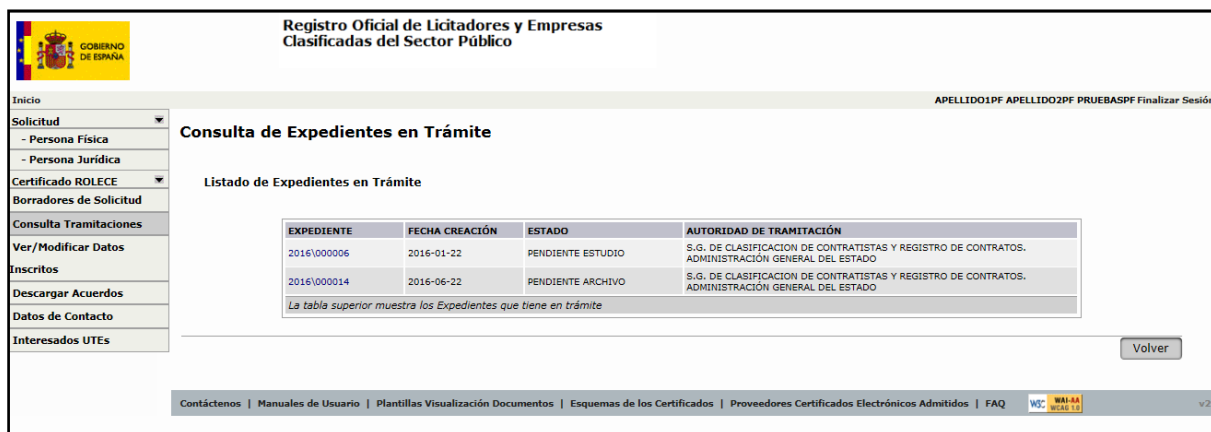 GOBIERNO
DE ESPAÑA
Registro Oficial de Licitadores y Empresas
Clasificadas del Sector Público
Inicio
APELLIDO1PF APELLIDO2PF PRUEBASPF Finalizar Sesión
Solicitud
- Persona Física
- Persona Jurídica
Certificado ROLECE
Borradores de Solicitud
Consulta Tramitaciones
Ver/Modificar Datos
Inscritos
Descargar Acuerdos
Datos de Contacto
Interesados UTEs
Consulta de Expedientes en Trámite
Listado de Expedientes en Trámite
EXPEDIENTE FECHA CREACIÓN ESTADO AUTORIDAD DE TRAMITACIÓN
2016\000006 2016-01-22 PENDIENTE ESTUDIO S.G. DE CLASIFICACION DE CONTRATISTAS Y REGISTRO DE CONTRATOS.
ADMINISTRACIÓN GENERAL DEL ESTADO
2016\000014 2016-06-22 PENDIENTE ARCHIVO S.G. DE CLASIFICACION DE CONTRATISTAS Y REGISTRO DE CONTRATOS.
ADMINISTRACIÓN GENERAL DEL ESTADO
La tabla superior muestra los Expedientes que tiene en trámite
Volver
Contáctenos | Manuales de Usuario | Plantillas Visualización Documentos | Esquemas de los Certificados | Proveedores Certificados Electrónicos Admitidos | FAQ
W3C WAI-AA
WCAG 1.0
v2